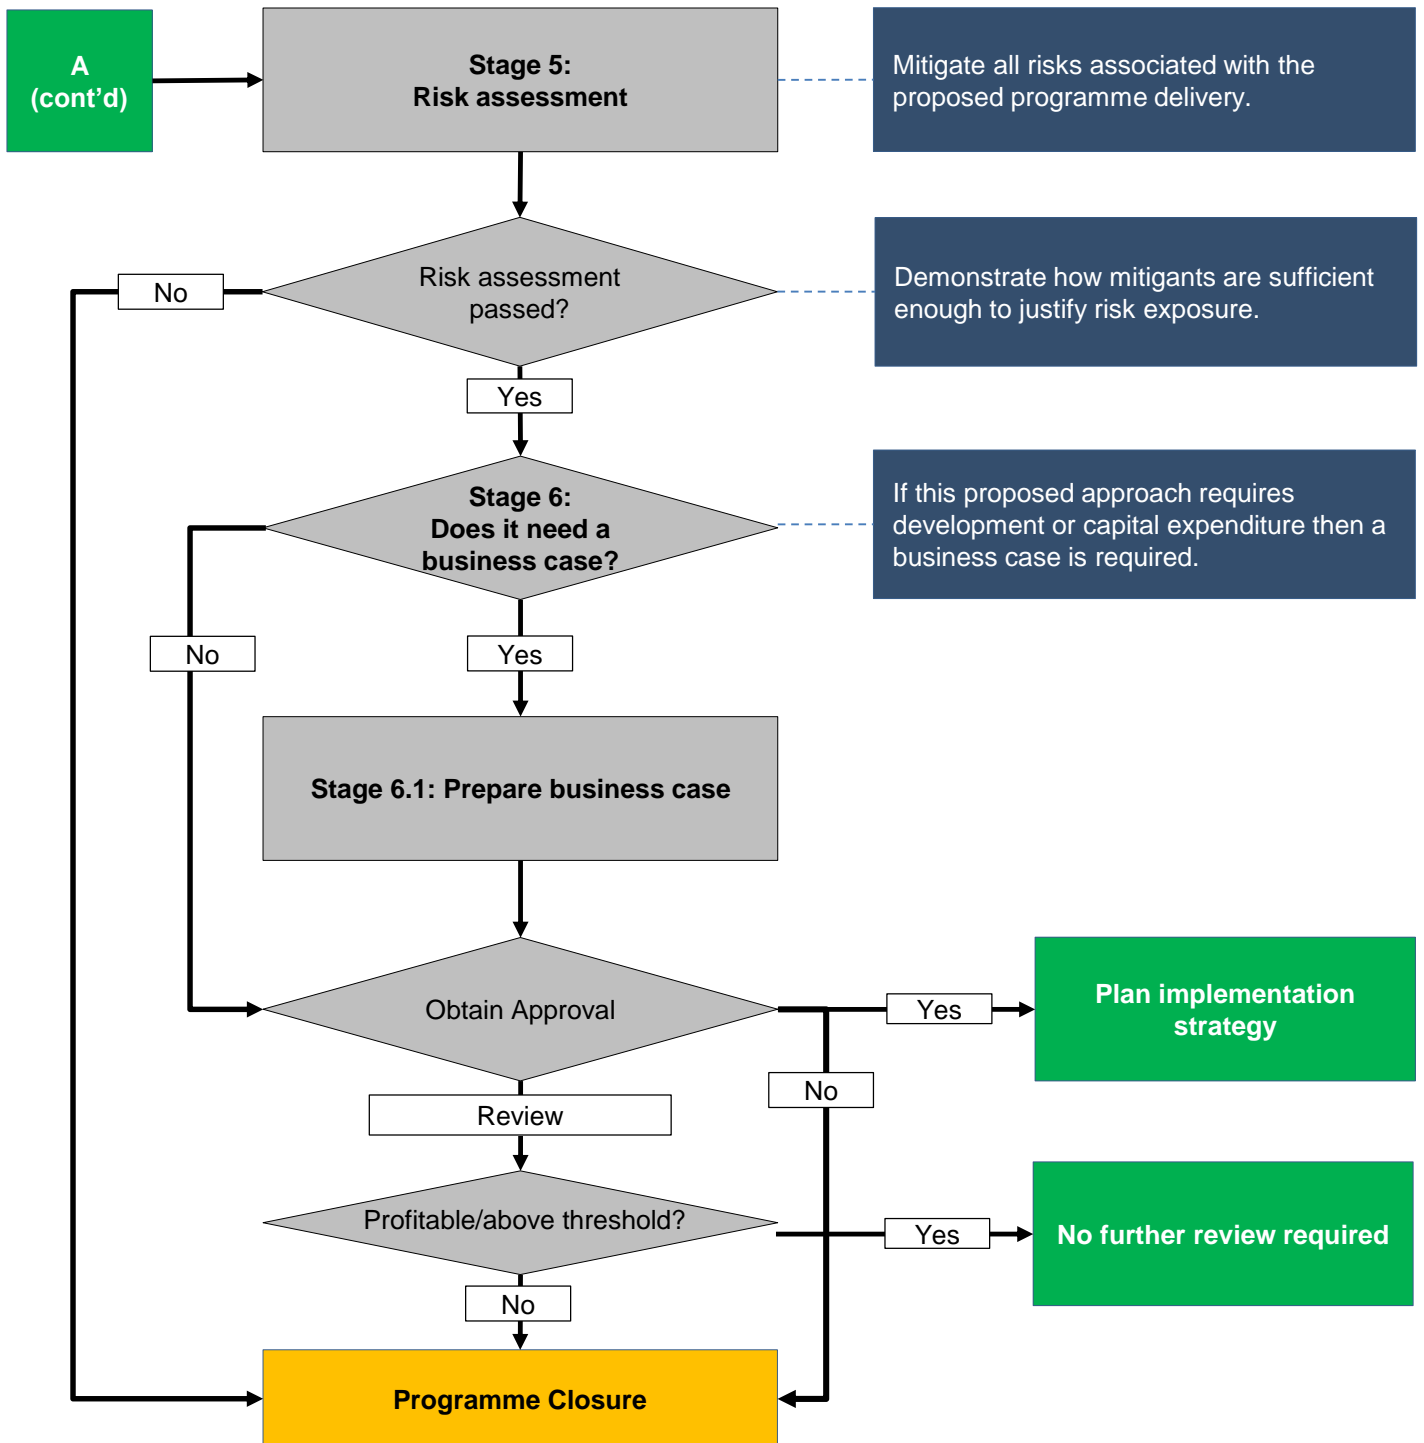 A
(cont’d)
Stage 5:
Risk assessment
Mitigate all risks associated with the
proposed programme delivery.
Risk assessment
passed?
No
Demonstrate how mitigants are sufficient
enough to justify risk exposure.
Yes
Stage 6:
Does it need a
business case?
If this proposed approach requires
development or capital expenditure then a
business case is required.
No
Yes
Stage 6.1: Prepare business case
Obtain Approval
Yes
Plan implementation
strategy
No
Review
Profitable/above threshold?
Yes
No further review required
No
Programme Closure